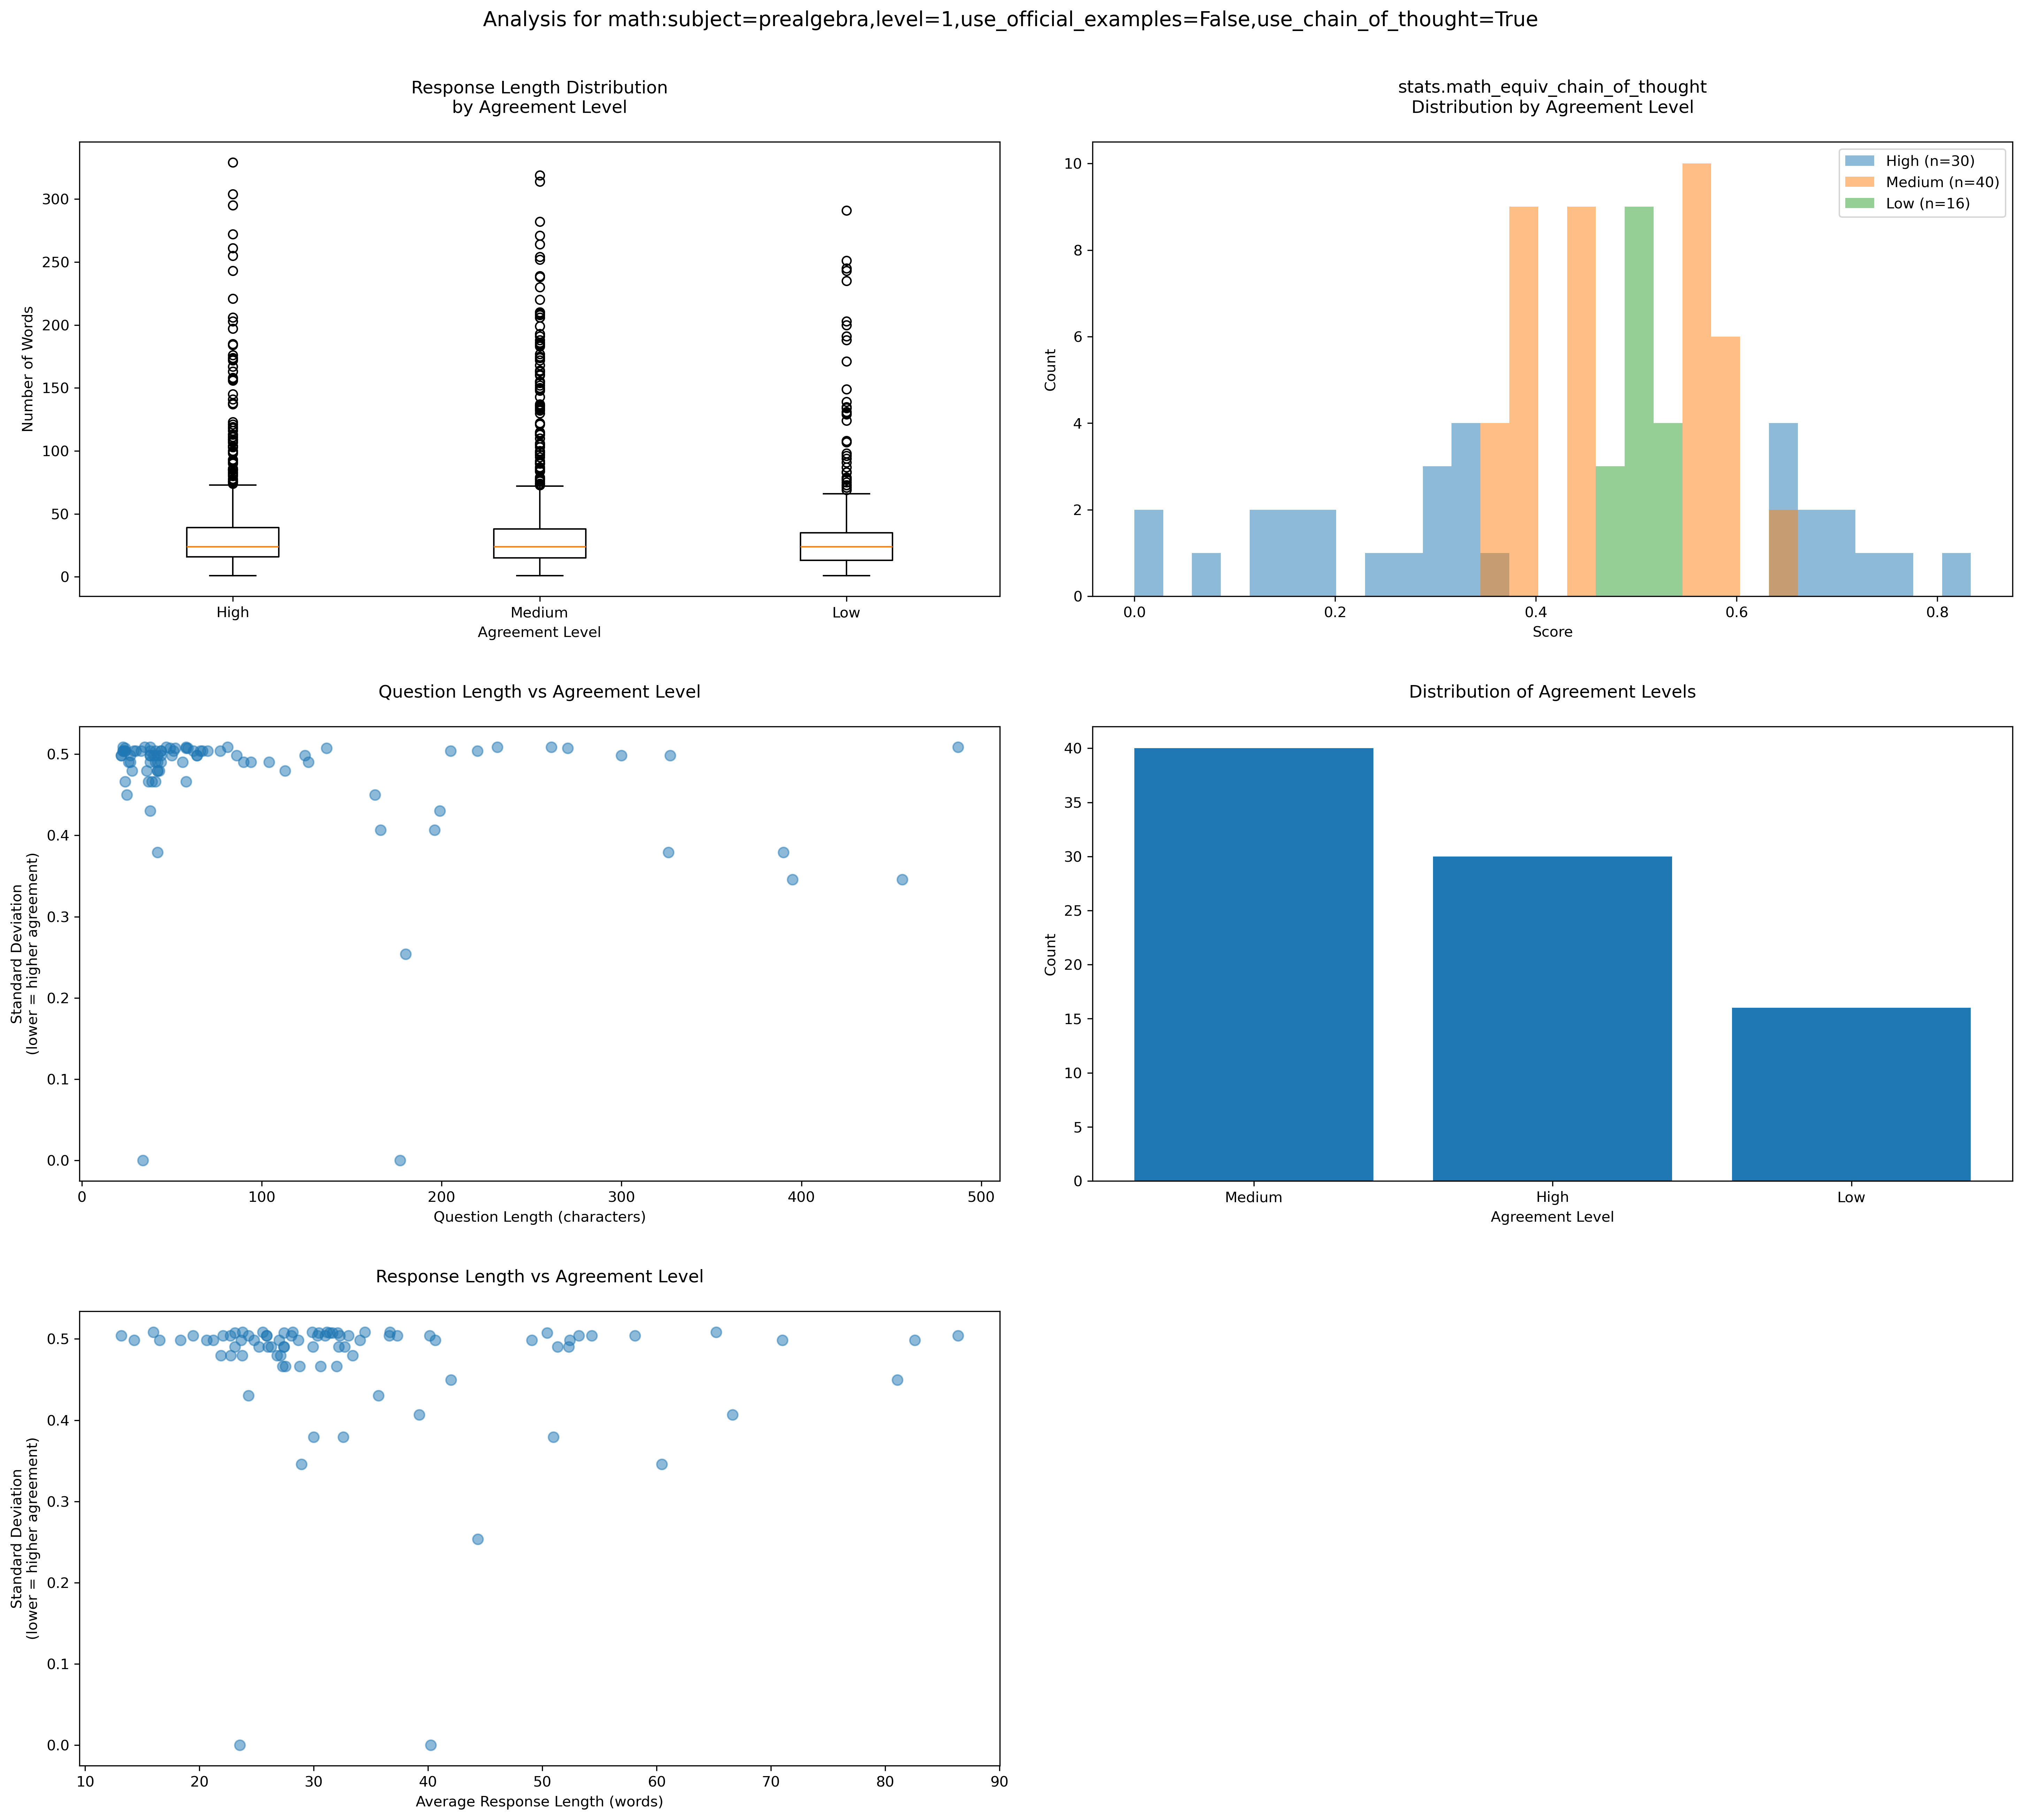 Analysis for math:subject=prealgebra,level=1,use_official_examples=False,use_chain_of_thought=True
Response Length Distribution
by Agreement Level
300
250
200
150
100
50
0
Number of Words
High
Medium
Low
Agreement Level
stats.math_equiv_chain_of_thought
Distribution by Agreement Level
High (n=30)
Medium (n=40)
Low (n=16)
10
8
6
4
2
0
Count
0.0
0.2
0.4
0.6
0.8
Score
Question Length vs Agreement Level
0.5
0.4
0.3
0.2
0.1
0.0
Standard Deviation
(lower = higher agreement)
0
100
200
300
400
500
Question Length (characters)
Distribution of Agreement Levels
40
35
30
25
20
15
10
5
0
Count
Medium
High
Low
Agreement Level
Response Length vs Agreement Level
0.5
0.4
0.3
0.2
0.1
0.0
Standard Deviation
(lower = higher agreement)
10
20
30
40
50
60
70
80
90
Average Response Length (words)